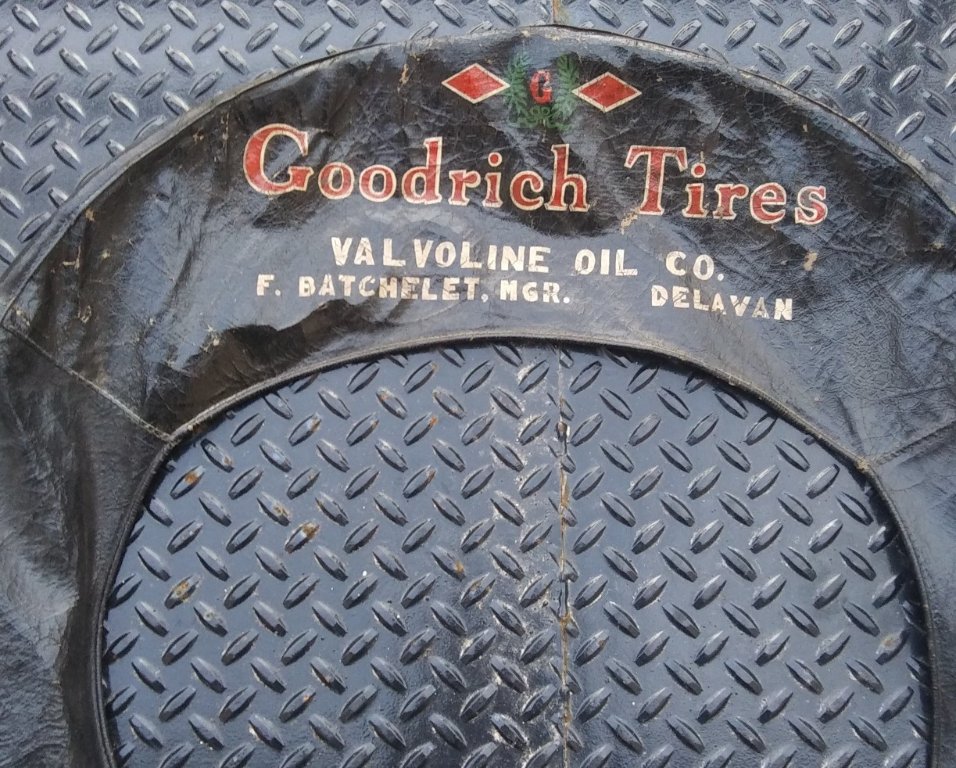 G
Goodrich Tires
VALVOLINE OIL CO.
F. BATCHELET, MGR. DELAVAN